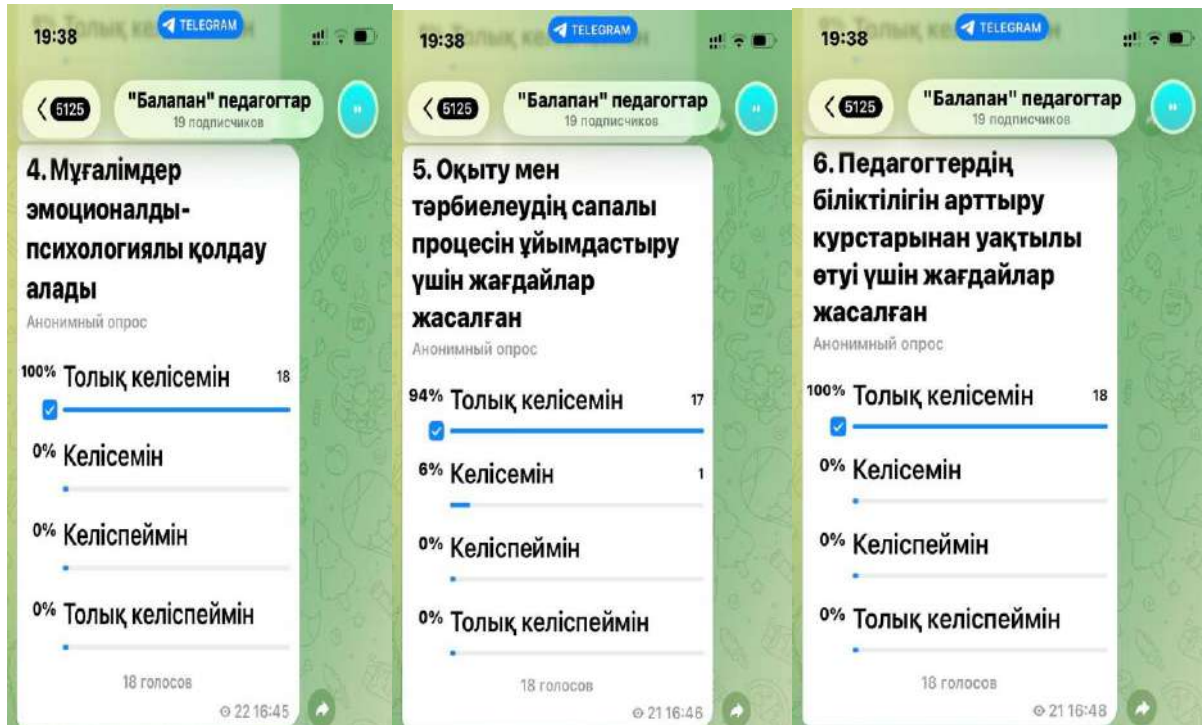 19:38
TELEGRAM
5125
"Балапан" педагогтар
19 подписчиков
4. Мұғалімдер
эмоционалды-
психологиялы қолдау
алады
Анонимный опрос
100% Толық келісемін 18
0% Келісемін
0% Келіспеймін
0% Толық келіспеймін
18 голосов
22 16:45
19:38
TELEGRAM
5125
"Балапан" педагогтар
19 подписчиков
5. Оқыту мен
тәрбиелеудің сапалы
процесін ұйымдастыру
үшін жағдайлар
жасалған
Анонимный опрос
94% Толық келісемін 17
6% Келісемін 1
0% Келіспеймін
0% Толық келіспеймін
18 голосов
21 16:46
19:38
TELEGRAM
5125
"Балапан" педагогтар
19 подписчиков
6. Педагогтердің
біліктілігін арттыру
курстарынан уақтылы
өтуі үшін жағдайлар
жасалған
Анонимный опрос
100% Толық келісемін 18
0% Келісемін
0% Келіспеймін
0% Толық келіспеймін
18 голосов
21 16:48